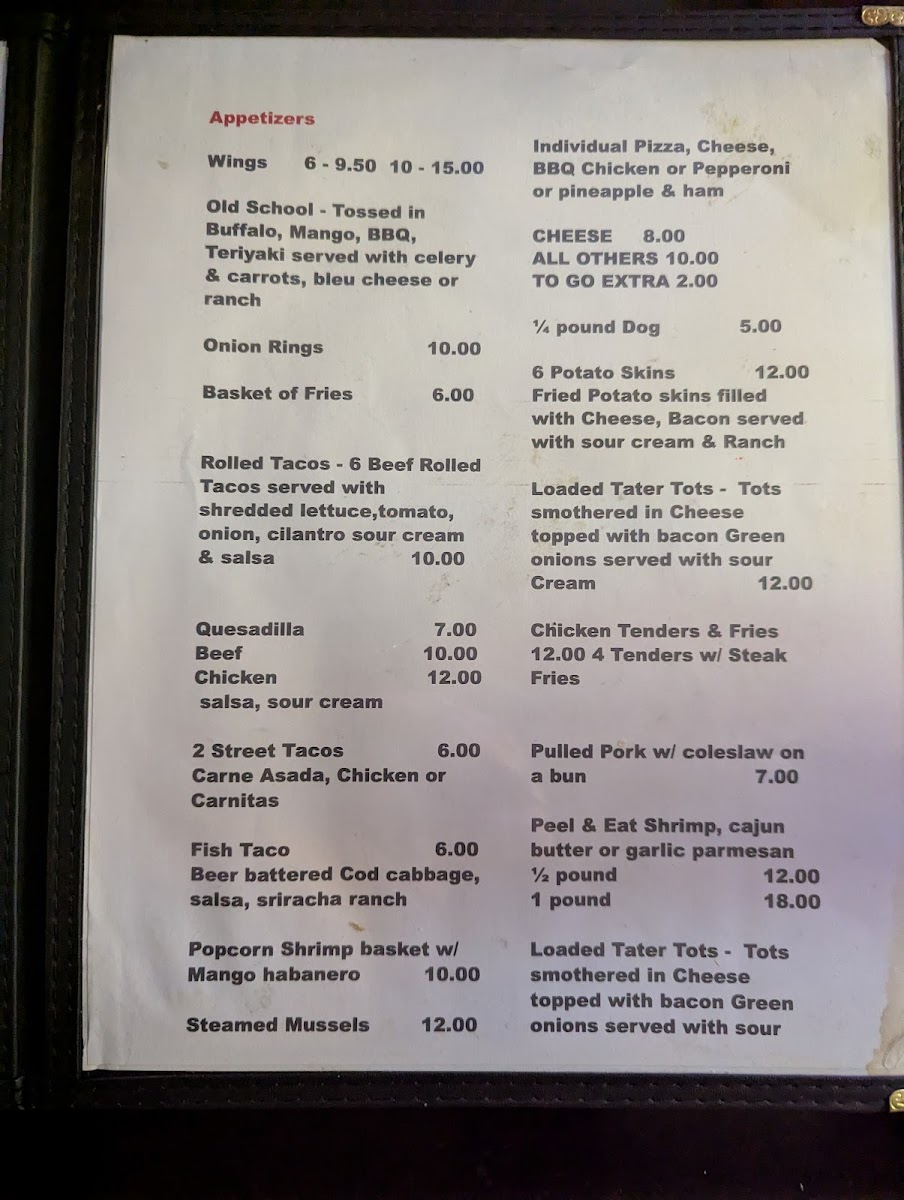 Appetizers
Wings 6 - 9.50 10 - 15.00
Old School - Tossed in
Buffalo, Mango, BBQ,
Teriyaki served with celery
& carrots, bleu cheese or
ranch
Onion Rings 10.00
Basket of Fries 6.00
Rolled Tacos - 6 Beef Rolled
Tacos served with
shredded lettuce,tomato,
onion, cilantro sour cream
& salsa 10.00
Quesadilla 7.00
Beef 10.00
Chicken 12.00
salsa, sour cream
2 Street Tacos 6.00
Carne Asada, Chicken or
Carnitas
Fish Taco 6.00
Beer battered Cod cabbage,
salsa, sriracha ranch
Popcorn Shrimp basket w/
Mango habanero 10.00
Steamed Mussels 12.00
Individual Pizza, Cheese,
BBQ Chicken or Pepperoni
or pineapple & ham
CHEESE 8.00
ALL OTHERS 10.00
TO GO EXTRA 2.00
¼ pound Dog 5.00
6 Potato Skins 12.00
Fried Potato skins filled
with Cheese, Bacon served
with sour cream & Ranch
Loaded Tater Tots - Tots
smothered in Cheese
topped with bacon Green
onions served with sour
Cream 12.00
Chicken Tenders & Fries
12.00 4 Tenders w/ Steak
Fries
Pulled Pork w/ coleslaw on
a bun 7.00
Peel & Eat Shrimp, cajun
butter or garlic parmesan
½ pound 12.00
1 pound 18.00
Loaded Tater Tots - Tots
smothered in Cheese
topped with bacon Green
onions served with sour